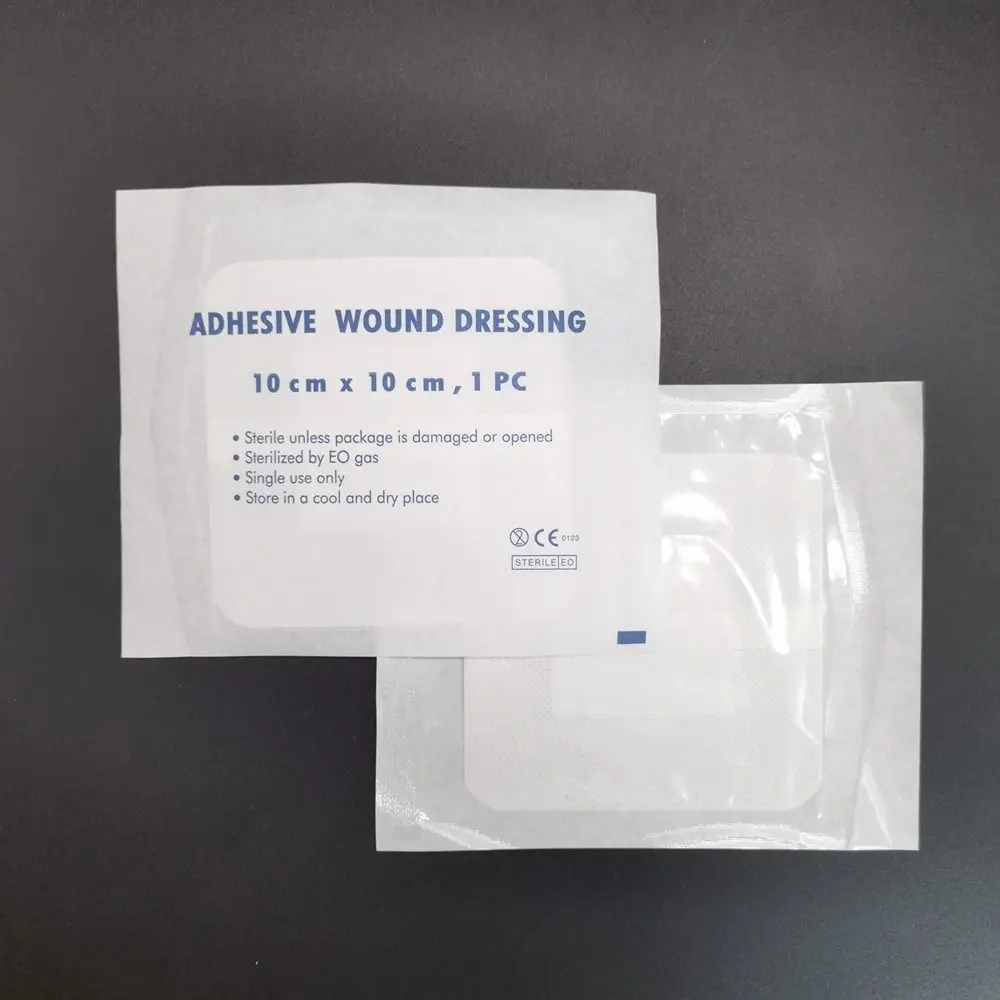 ADHESIVE WOUND DRESSING
10 cm x 10 cm, 1 PC
• Sterile unless package is damaged or opened
• Sterilized by EO gas
• Single use only
• Store in a cool and dry place
2 CE 0123
STERILE EO